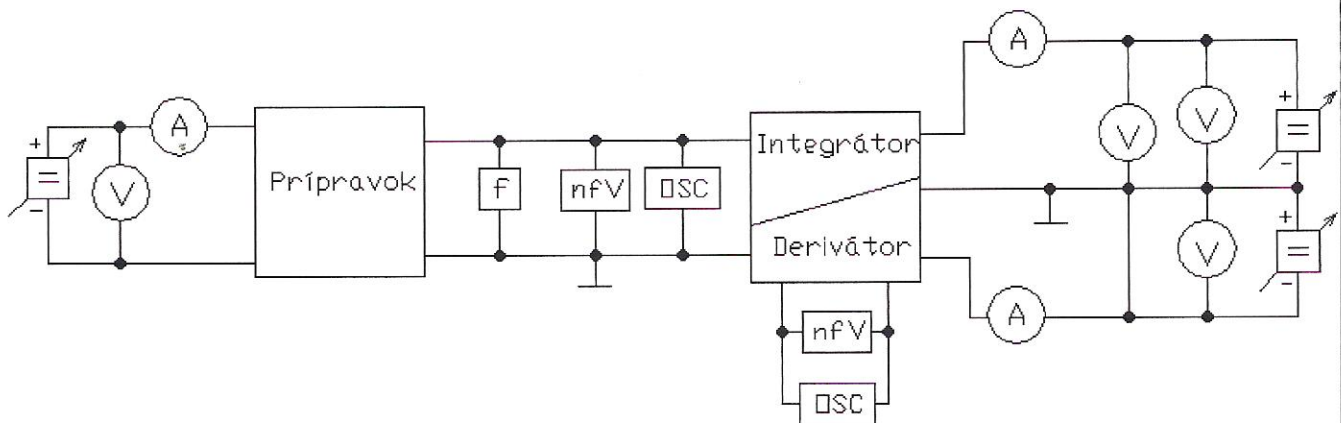 A
+
A
V
V
+
=
-
Integrátor
+
A
=
-
V
Prípravok
f
nfV
OSC
Derivátor
V
+
=
-
A
nfV
OSC